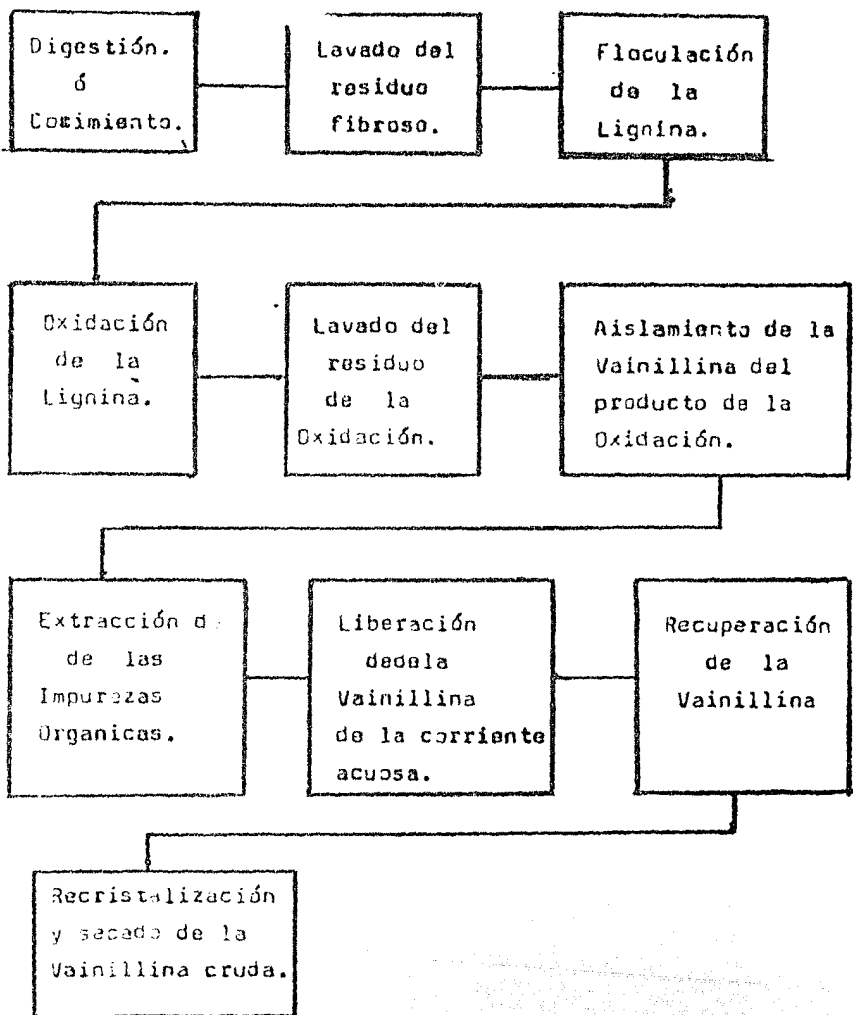 Digestión.
ó
Cosimiento.
Lavado del
residuo
fibroso.
Floculación
de la
Lignina.
Oxidación
de la
Lignina.
Lavado del
residuo
de la
Oxidación.
Aislamiento de la
Vainillina del
producto de la
Oxidación.
Extracción d
de las
Impurezas
Organicas.
Liberación
dedela
Vainillina
de la corriente
acuosa.
Recuperación
de la
Vainillina
Recristalización
y secado de la
Vainillina cruda.